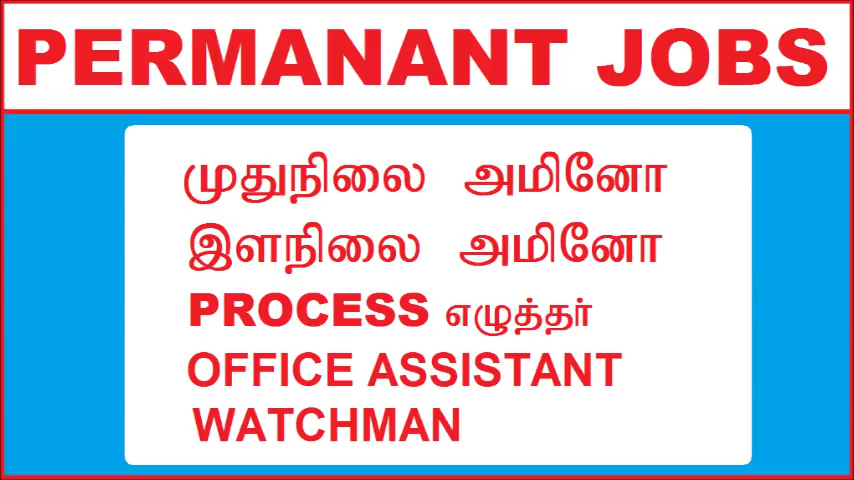 PERMANANT JOBS
முதுநிலை அமினோ
இளநிலை அமினோ
PROCESS எழுத்தர்
OFFICE ASSISTANT
WATCHMAN